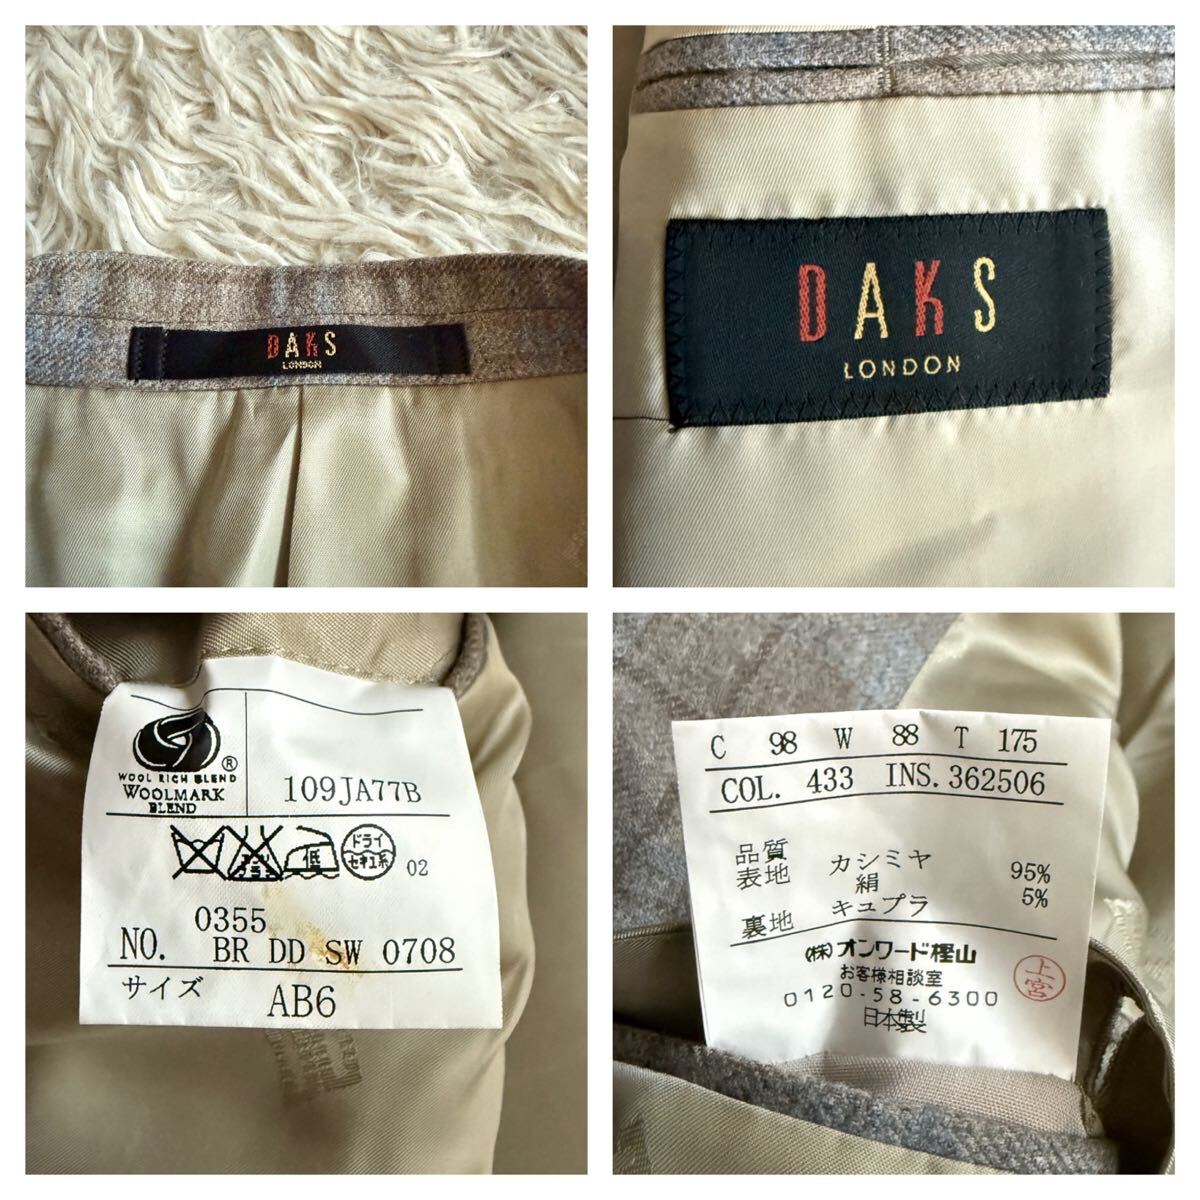 DAKS
LONDON
DAKS
LONDON
®
WOOL RICH BLEND
WOOLMARK
BLEND
109JA77B
低
ドライ
セキユ系
02
0355
NO. BR DD SW 0708
サイズ AB6
C 98 W 88 T 175
COL. 433 INS. 362506
品質
表地 カシミヤ 95%
絹 5%
裏地 キュプラ
(株)オンワード樫山
お客様相談室
0120-58-6300
日本製
上宮